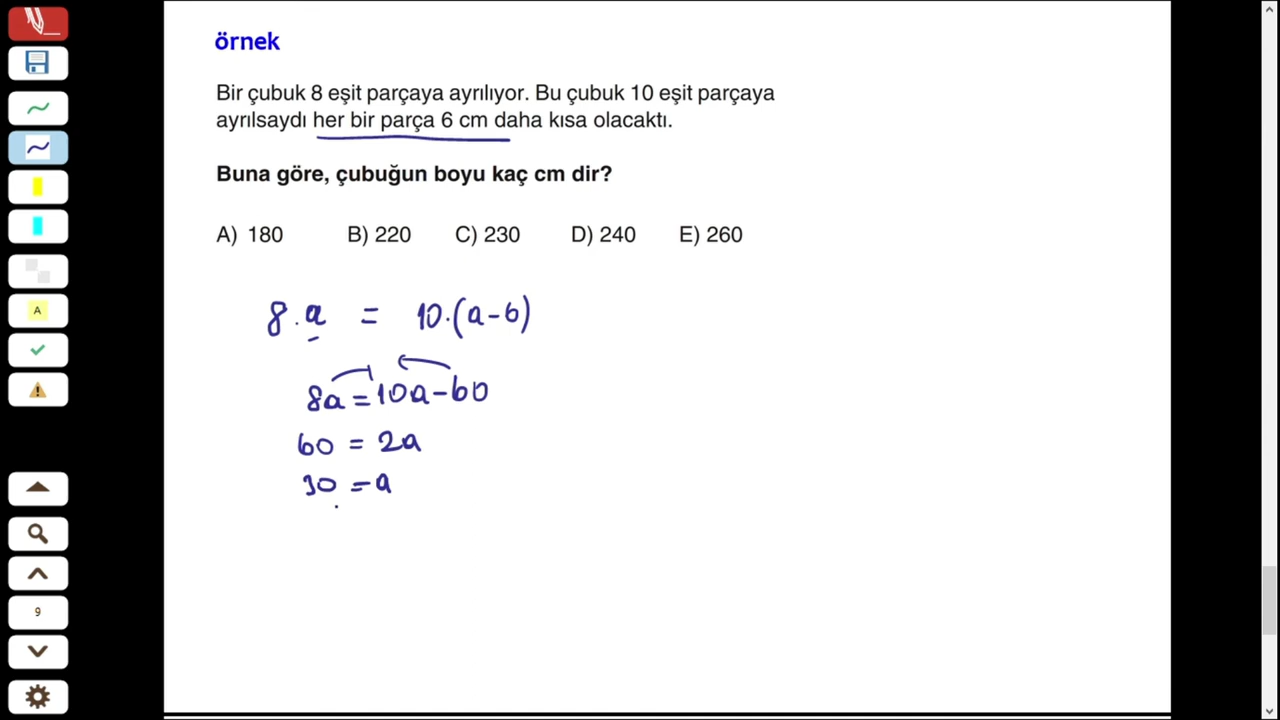 örnek
Bir çubuk 8 eşit parçaya ayrılıyor. Bu çubuk 10 eşit parçaya
ayrılsaydı her bir parça 6 cm daha kısa olacaktı.
Buna göre, çubuğun boyu kaç cm dir?
A) 180 B) 220 C) 230 D) 240 E) 260
8.a = 10.(a-6)
8a = 10a-60
60 = 2a
30 = a
A
9